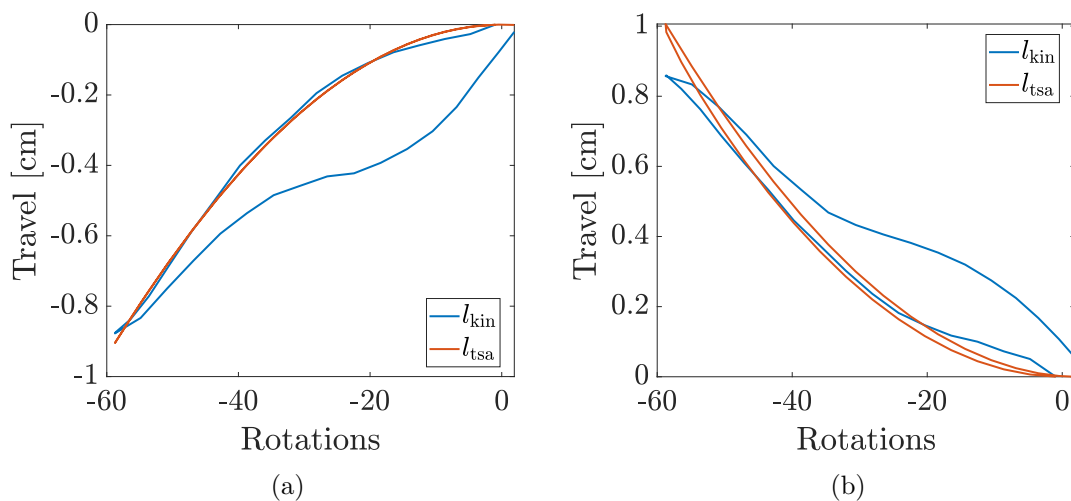 0
-0.2
-0.4
-0.6
-0.8
-1
Travel [cm]
-60
-40
-20
0
Rotations
l_kin
l_tsa
(a)
1
0.8
0.6
0.4
0.2
0
Travel [cm]
-60
-40
-20
0
Rotations
l_kin
l_tsa
(b)